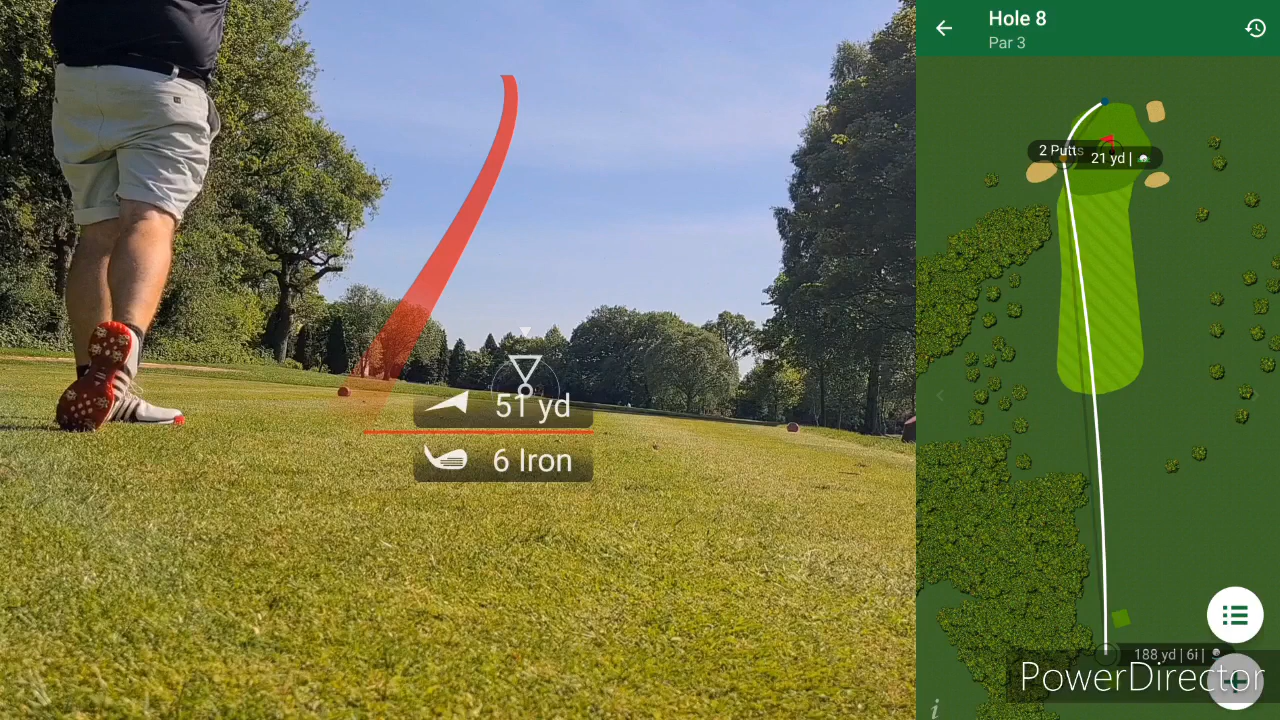 51 yd
6 Iron
Hole 8
Par 3
2 Putts
21 yd |
188 yd | 6i |
i
PowerDirector